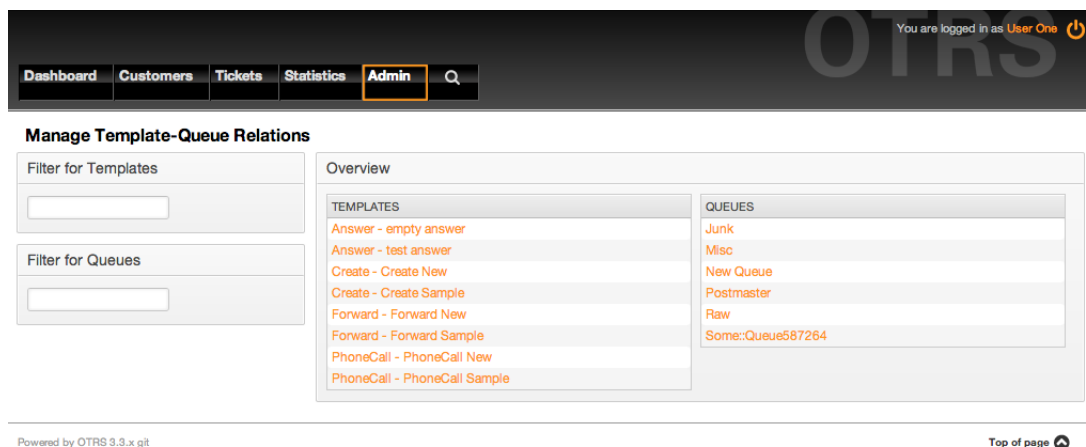 OTRS
You are logged in as User One
Dashboard Customers Tickets Statistics Admin
Manage Template-Queue Relations
Filter for Templates
Filter for Queues
Overview
TEMPLATES
Answer - empty answer
Answer - test answer
Create - Create New
Create - Create Sample
Forward - Forward New
Forward - Forward Sample
PhoneCall - PhoneCall New
PhoneCall - PhoneCall Sample
QUEUES
Junk
Misc
New Queue
Postmaster
Raw
Some::Queue587264
Powered by OTRS 3.3.x git
Top of page